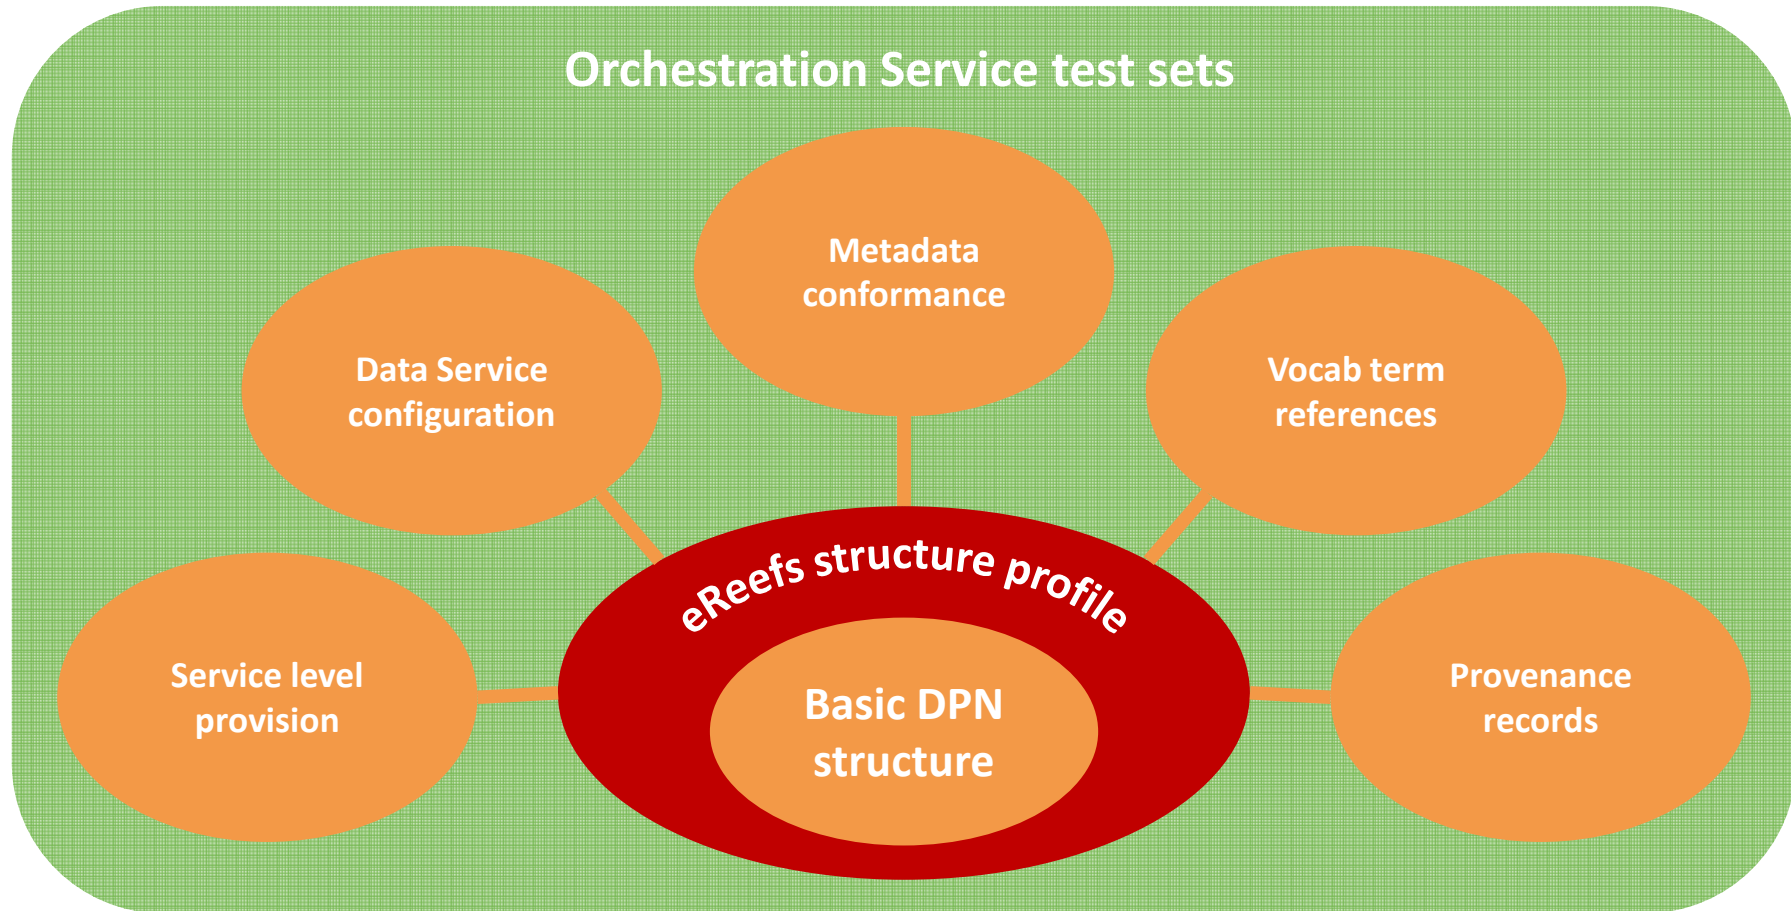 Orchestration Service test sets
Metadata
conformance
Data Service
configuration
Vocab term
references
eReefs structure profile
Service level
provision
Basic DPN
structure
Provenance
records